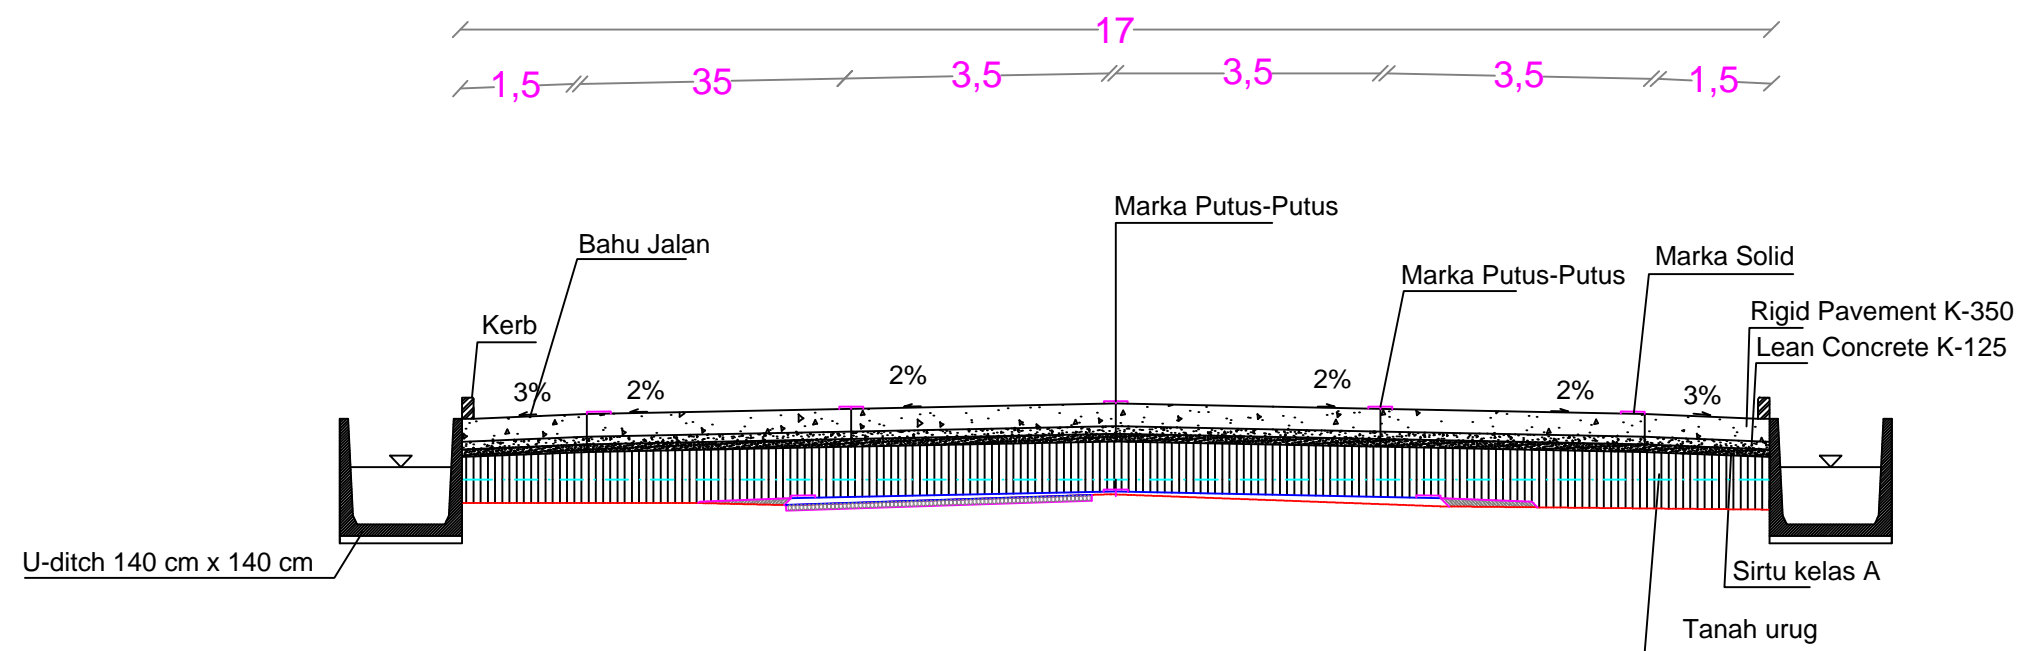 17
1,5 35 3,5 3,5 3,5 1,5
Marka Putus-Putus
Bahu Jalan
Marka Solid
Marka Putus-Putus
Rigid Pavement K-350
Kerb
Lean Concrete K-125
3% 2% 2% 2% 2% 3%
U-ditch 140 cm x 140 cm
Sirtu kelas A
Tanah urug